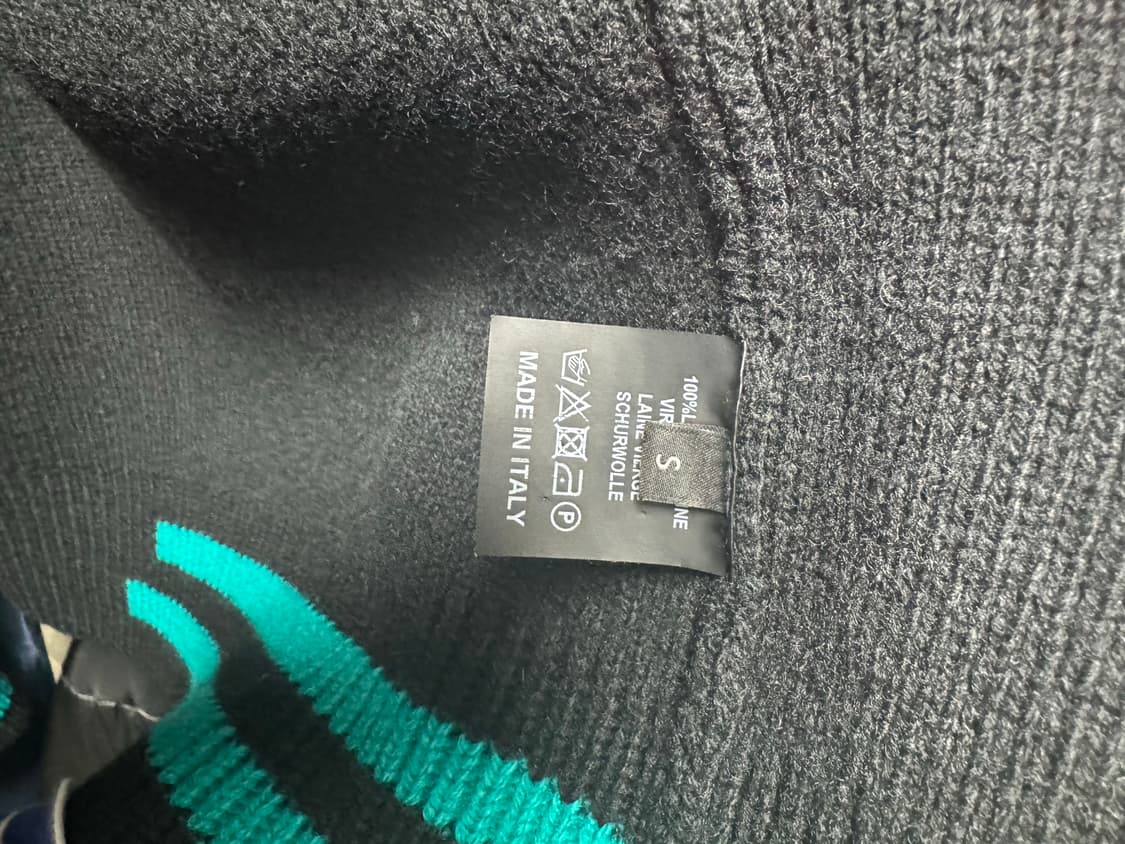 100%
S
LAINE VIERGE
SCHURWOLLE
P
MADE IN ITALY